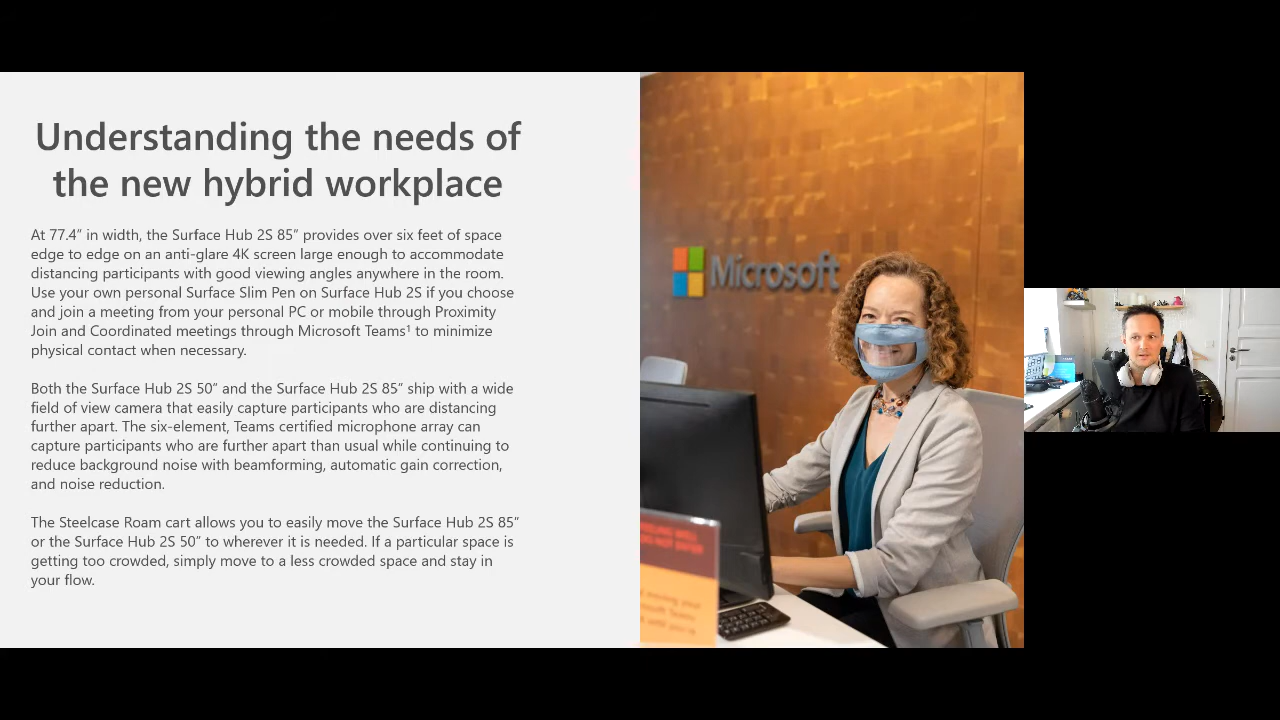 Understanding the needs of
the new hybrid workplace
At 77.4” in width, the Surface Hub 2S 85” provides over six feet of space
edge to edge on an anti-glare 4K screen large enough to accommodate
distancing participants with good viewing angles anywhere in the room.
Use your own personal Surface Slim Pen on Surface Hub 2S if you choose
and join a meeting from your personal PC or mobile through Proximity
Join and Coordinated meetings through Microsoft Teams¹ to minimize
physical contact when necessary.
Both the Surface Hub 2S 50” and the Surface Hub 2S 85” ship with a wide
field of view camera that easily capture participants who are distancing
further apart. The six-element, Teams certified microphone array can
capture participants who are further apart than usual while continuing to
reduce background noise with beamforming, automatic gain correction,
and noise reduction.
The Steelcase Roam cart allows you to easily move the Surface Hub 2S 85”
or the Surface Hub 2S 50” to wherever it is needed. If a particular space is
getting too crowded, simply move to a less crowded space and stay in
your flow.
Microsoft